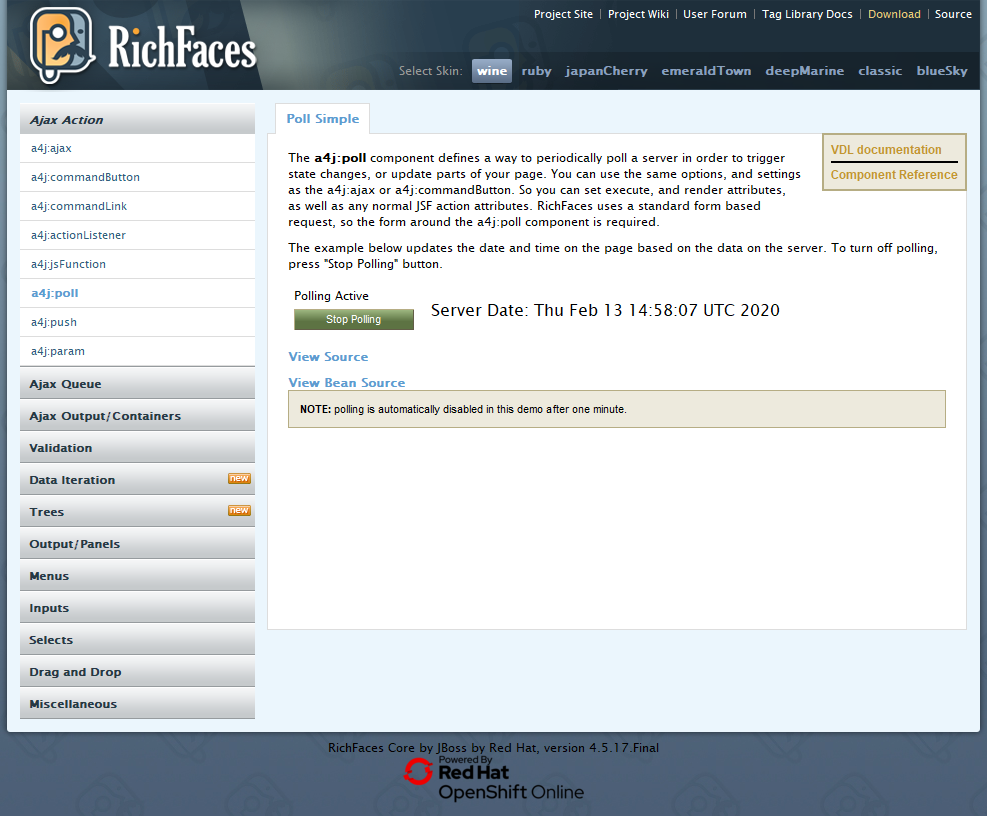 RichFaces
Project Site | Project Wiki | User Forum | Tag Library Docs | Download | Source
Select Skin: wine ruby japanCherry emeraldTown deepMarine classic blueSky
Ajax Action
a4j:ajax
a4j:commandButton
a4j:commandLink
a4j:actionListener
a4j:jsFunction
a4j:poll
a4j:push
a4j:param
Ajax Queue
Ajax Output/Containers
Validation
Data Iteration new
Trees new
Output/Panels
Menus
Inputs
Selects
Drag and Drop
Miscellaneous
Poll Simple
VDL documentation
Component Reference
The a4j:poll component defines a way to periodically poll a server in order to trigger
state changes, or update parts of your page. You can use the same options, and settings
as the a4j:ajax or a4j:commandButton. So you can set execute, and render attributes,
as well as any normal JSF action attributes. RichFaces uses a standard form based
request, so the form around the a4j:poll component is required.
The example below updates the date and time on the page based on the data on the server. To turn off polling,
press "Stop Polling" button.
Polling Active
Stop Polling
Server Date: Thu Feb 13 14:58:07 UTC 2020
View Source
View Bean Source
NOTE: polling is automatically disabled in this demo after one minute.
RichFaces Core by JBoss by Red Hat, version 4.5.17.Final
Powered By
Red Hat
OpenShift Online